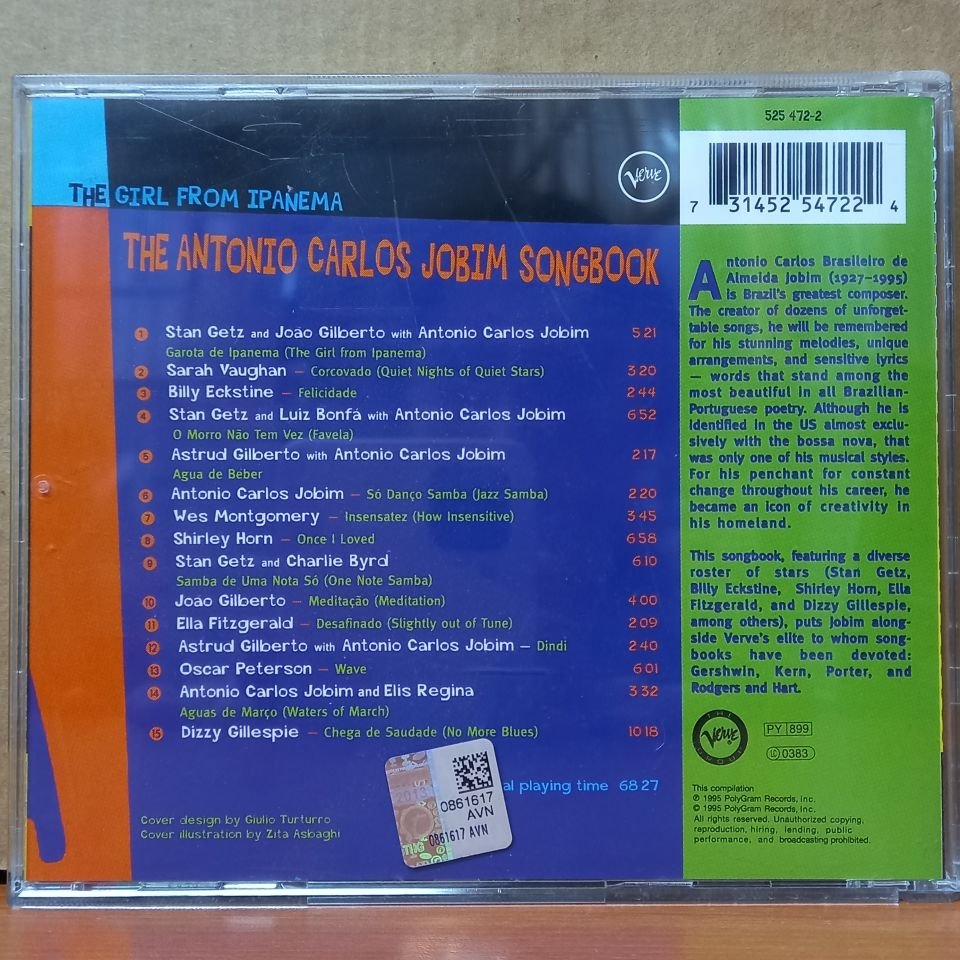 THE GIRL FROM IPANEMA
Verve
THE ANTONIO CARLOS JOBIM SONGBOOK
1 Stan Getz and João Gilberto with Antonio Carlos Jobim 5 21
Garota de Ipanema (The Girl from Ipanema)
2 Sarah Vaughan – Corcovado (Quiet Nights of Quiet Stars) 3 20
3 Billy Eckstine – Felicidade 2 44
4 Stan Getz and Luiz Bonfá with Antonio Carlos Jobim 6 52
O Morro Não Tem Vez (Favela)
5 Astrud Gilberto with Antonio Carlos Jobim 2 17
Agua de Beber
6 Antonio Carlos Jobim – Só Danço Samba (Jazz Samba) 2 20
7 Wes Montgomery – Insensatez (How Insensitive) 3 45
8 Shirley Horn – Once I Loved 6 58
9 Stan Getz and Charlie Byrd 6 10
Samba de Uma Nota Só (One Note Samba)
10 João Gilberto – Meditação (Meditation) 4 00
11 Ella Fitzgerald – Desafinado (Slightly out of Tune) 2 09
12 Astrud Gilberto with Antonio Carlos Jobim – Dindi 2 40
13 Oscar Peterson – Wave 6 01
14 Antonio Carlos Jobim and Elis Regina 3 32
Aguas de Março (Waters of March)
15 Dizzy Gillespie – Chega de Saudade (No More Blues) 10 18
al playing time 68 27
0861617
AVN
0861617 AVN
Cover design by Giulio Turturro
Cover illustration by Zita Asbaghi
525 472-2
7 31452 54722 4
Antonio Carlos Brasileiro de
Almeida Jobim (1927–1995)
is Brazil's greatest composer.
The creator of dozens of unforget-
table songs, he will be remembered
for his stunning melodies, unique
arrangements, and sensitive lyrics
— words that stand among the
most beautiful in all Brazilian-
Portuguese poetry. Although he is
identified in the US almost exclu-
sively with the bossa nova, that
was only one of his musical styles.
For his penchant for constant
change throughout his career, he
became an icon of creativity in
his homeland.
This songbook, featuring a diverse
roster of stars (Stan Getz,
Billy Eckstine, Shirley Horn, Ella
Fitzgerald, and Dizzy Gillespie,
among others), puts Jobim along-
side Verve's elite to whom song-
books have been devoted:
Gershwin, Kern, Porter, and
Rodgers and Hart.
THE Verve GROUP
PY 899
LC 0383
This compilation
℗ 1995 PolyGram Records, Inc.
© 1995 PolyGram Records, Inc.
All rights reserved. Unauthorized copying,
reproduction, hiring, lending, public
performance, and broadcasting prohibited.